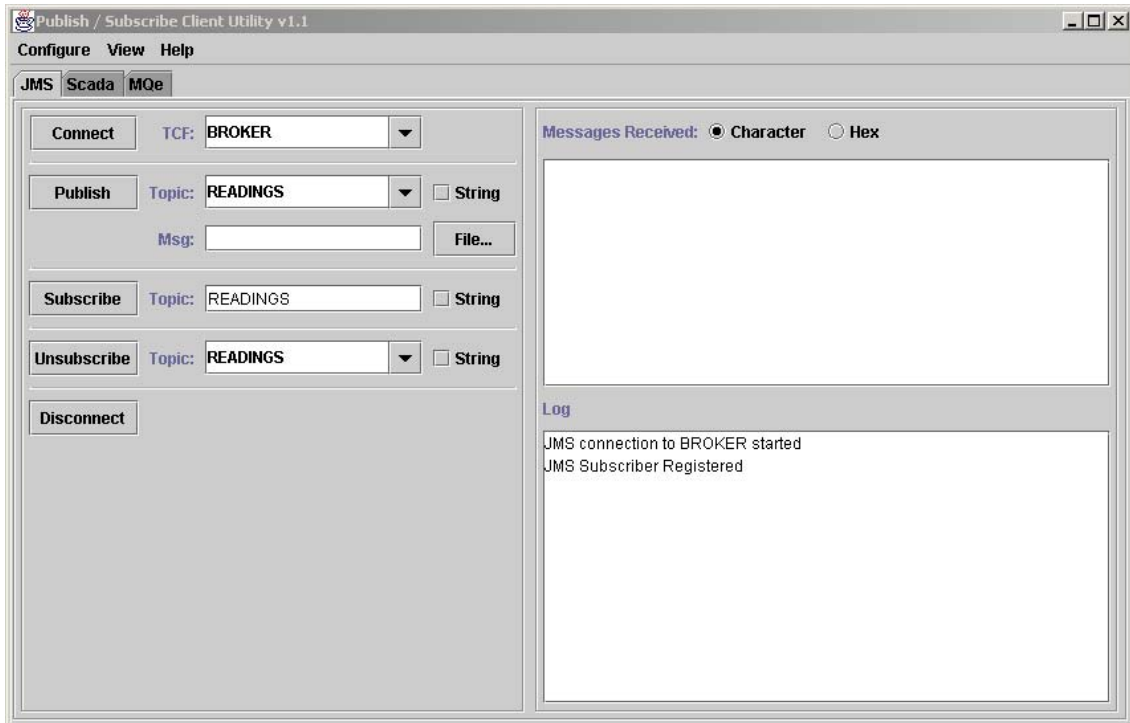 Publish / Subscribe Client Utility v1.1
Configure View Help
JMS Scada MQe
Connect TCF: BROKER
Publish Topic: READINGS String
Msg: File...
Subscribe Topic: READINGS String
Unsubscribe Topic: READINGS String
Disconnect
Messages Received: Character Hex
Log
JMS connection to BROKER started
JMS Subscriber Registered